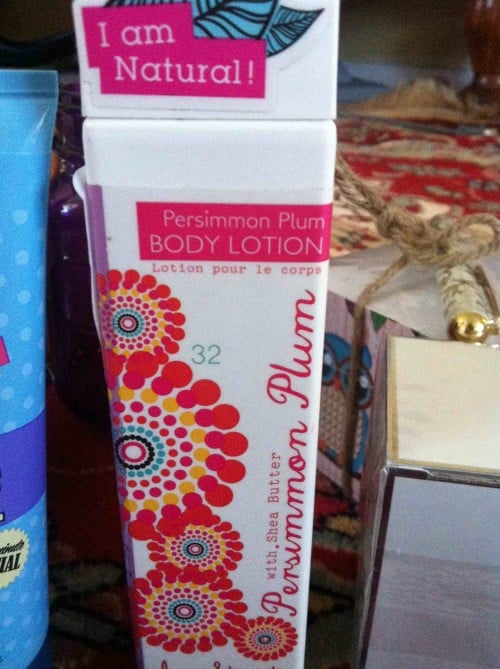 I am
Natural!
Persimmon Plum
BODY LOTION
Lotion pour le corps
32
Persimmon Plum
with Shea Butter